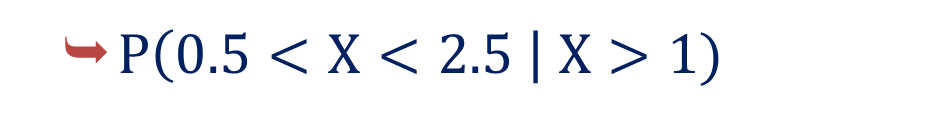 P(0.5 < X < 2.5 | X > 1)